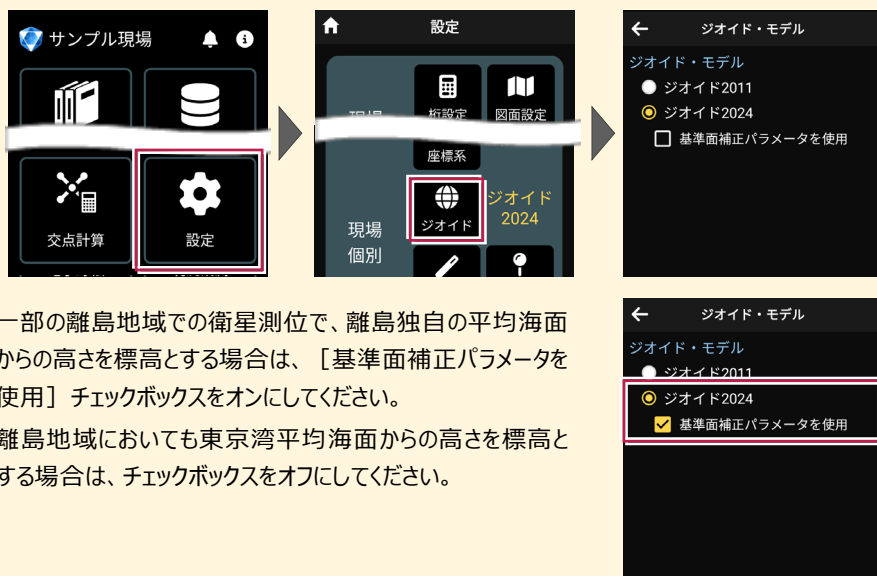 サンプル現場
交点計算
設定
設定
桁設定
図面設定
座標系
現場
個別
ジオイド
ジオイド
2024
ジオイド・モデル
ジオイド・モデル
ジオイド2011
ジオイド2024
基準面補正パラメータを使用
一部の離島地域での衛星測位で、離島独自の平均海面
からの高さを標高とする場合は、［基準面補正パラメータを
使用］チェックボックスをオンにしてください。
離島地域においても東京湾平均海面からの高さを標高と
する場合は、チェックボックスをオフにしてください。
ジオイド・モデル
ジオイド・モデル
ジオイド2011
ジオイド2024
基準面補正パラメータを使用